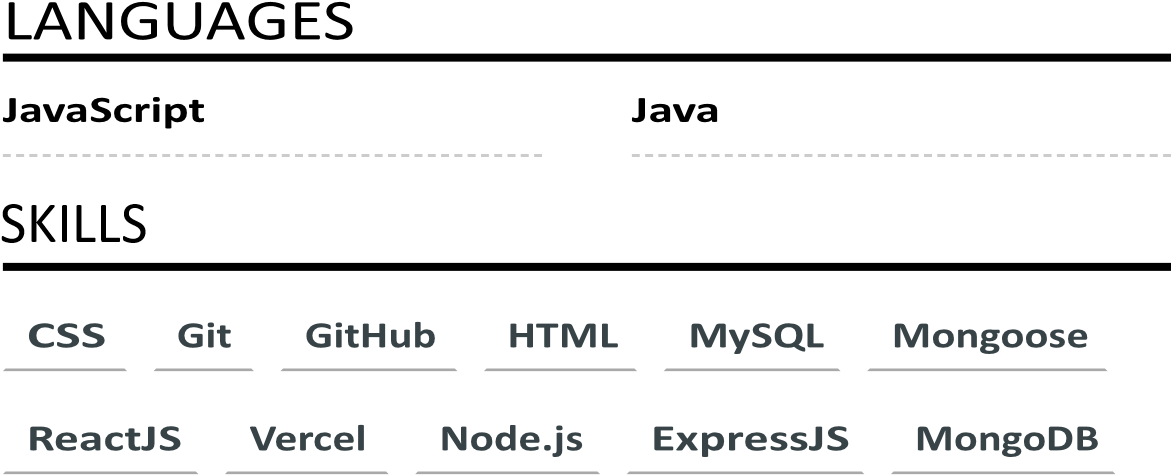 LANGUAGES
JavaScript Java
SKILLS
CSS Git GitHub HTML MySQL Mongoose
ReactJS Vercel Node.js ExpressJS MongoDB